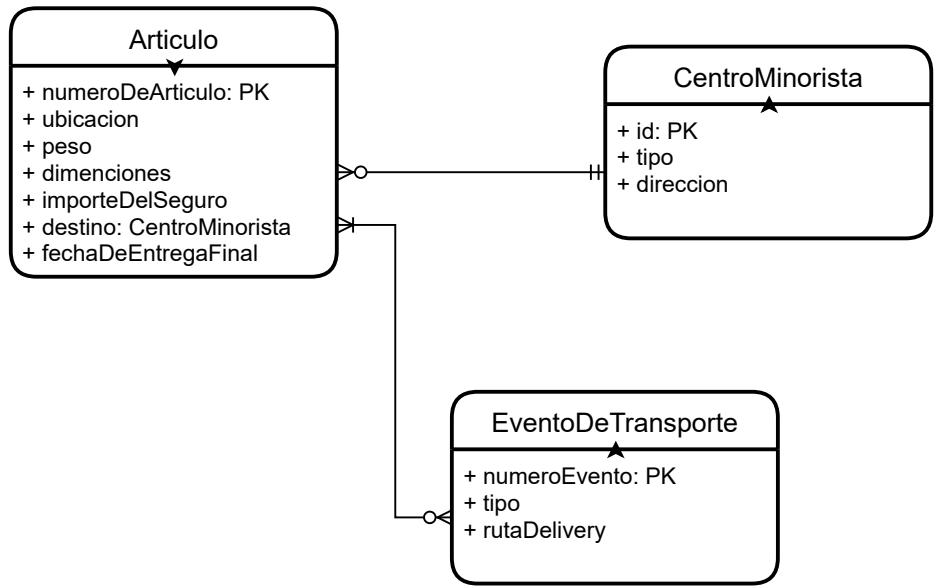 Articulo
+ numeroDeArticulo: PK
+ ubicacion
+ peso
+ dimenciones
+ importeDelSeguro
+ destino: CentroMinorista
+ fechaDeEntregaFinal
CentroMinorista
+ id: PK
+ tipo
+ direccion
EventoDeTransporte
+ numeroEvento: PK
+ tipo
+ rutaDelivery